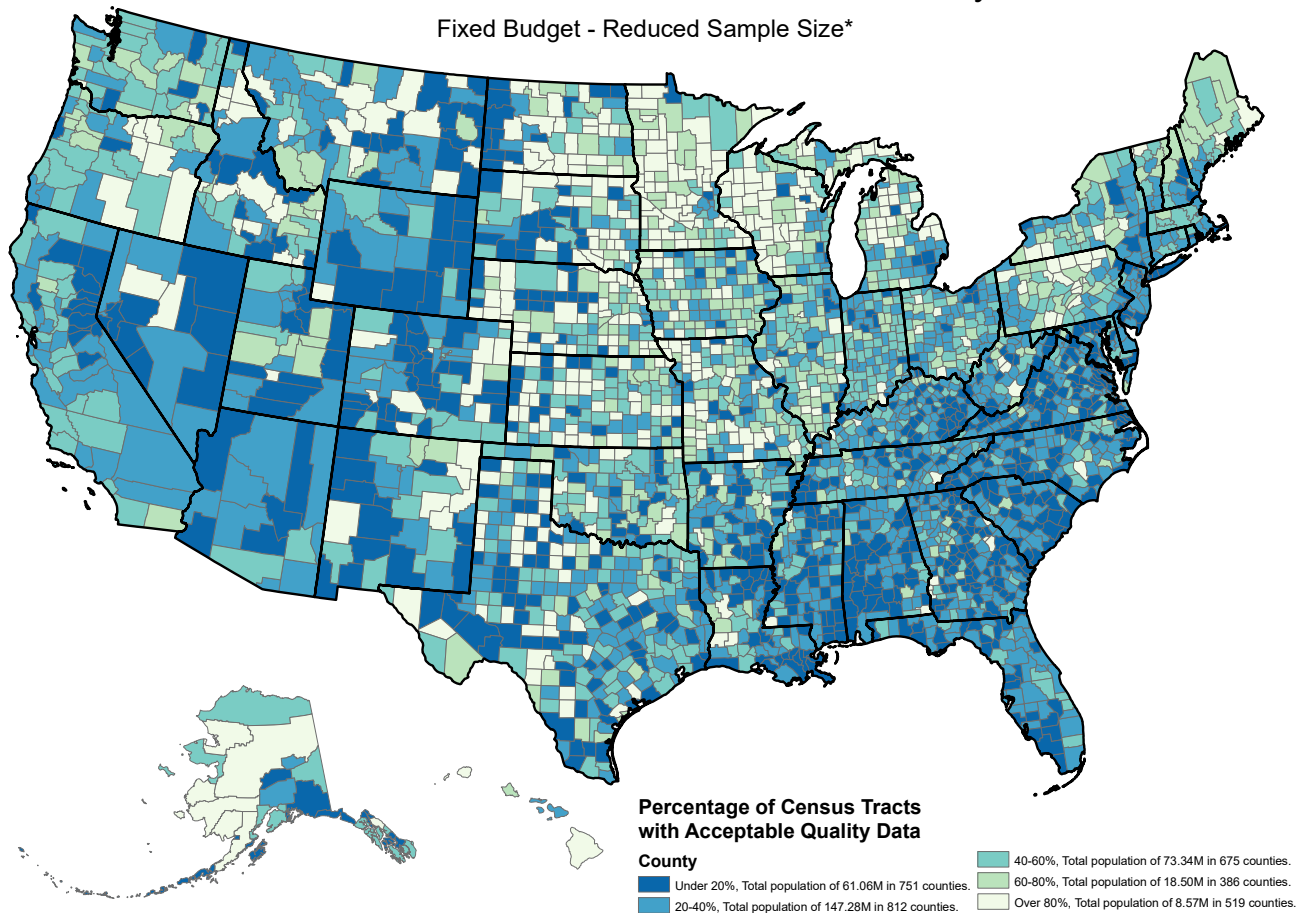 Fixed Budget - Reduced Sample Size*
Percentage of Census Tracts
with Acceptable Quality Data
County
Under 20%, Total population of 61.06M in 751 counties.
20-40%, Total population of 147.28M in 812 counties.
40-60%, Total population of 73.34M in 675 counties.
60-80%, Total population of 18.50M in 386 counties.
Over 80%, Total population of 8.57M in 519 counties.